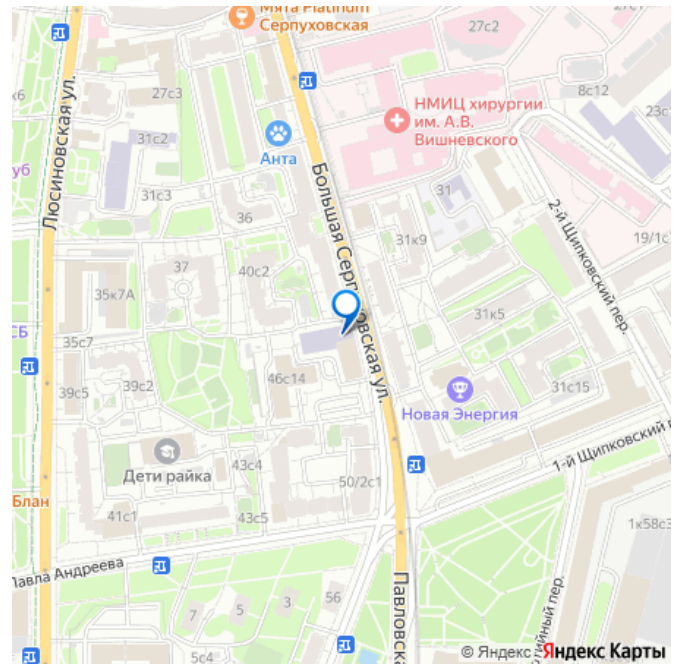 Мята Platinum
Серпуховская
27с2
8с12
27с3
НМИЦ хирургии
им. А.В.
Вишневского
23с
31с2
Анта
Люсиновская ул.
31с3
31
36
Большая Серпуховская ул.
2-й Щипковский пер.
31к9
19/1с
37
40с2
35к7А
31к5
35с7
39с5
39с2
46с14
31с15
Новая Энергия
1-й Щипковский
43с4
Дети райка
50/2с1
Блан
41с1
43с5
1к58с3
Павла Андреева
Павловска
7
5
3
56
5с4
© Яндекс Яндекс Карты